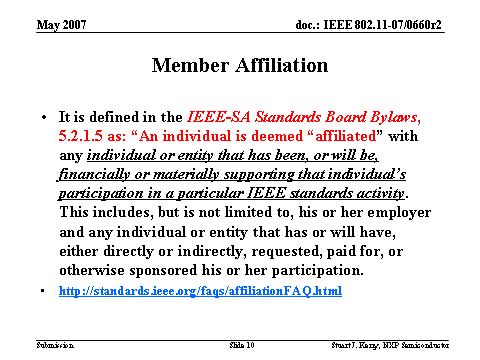 May 2007 doc.: IEEE 802.11-07/0660r2
Member Affiliation
• It is defined in the IEEE-SA Standards Board Bylaws,
5.2.1.5 as: “An individual is deemed “affiliated” with
any individual or entity that has been, or will be,
financially or materially supporting that individual’s
participation in a particular IEEE standards activity.
This includes, but is not limited to, his or her employer
and any individual or entity that has or will have,
either directly or indirectly, requested, paid for, or
otherwise sponsored his or her participation.
• http://standards.ieee.org/faqs/affiliationFAQ.html
Submission Slide 10 Stuart J. Kerry, NXP Semiconductor